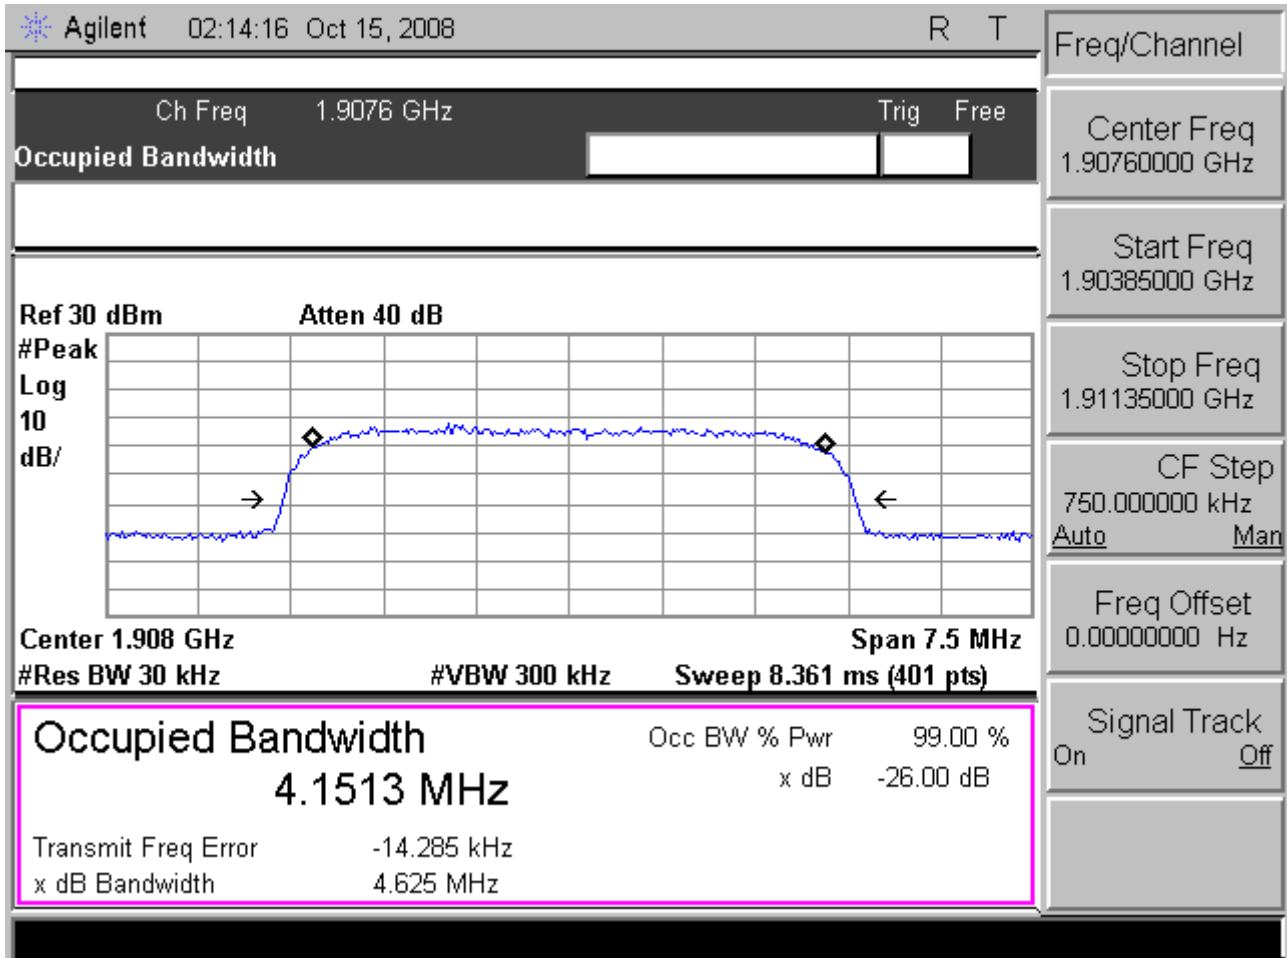 Agilent 02:14:16 Oct 15, 2008 R T
Freq/Channel
Ch Freq 1.9076 GHz Trig Free
Occupied Bandwidth
Center Freq
1.90760000 GHz
Start Freq
1.90385000 GHz
Stop Freq
1.91135000 GHz
CF Step
750.000000 kHz
Auto Man
Freq Offset
0.00000000 Hz
Signal Track
On Off
Ref 30 dBm Atten 40 dB
#Peak
Log
10
dB/
Center 1.908 GHz Span 7.5 MHz
#Res BW 30 kHz #VBW 300 kHz Sweep 8.361 ms (401 pts)
Occupied Bandwidth Occ BW % Pwr 99.00 %
4.1513 MHz x dB -26.00 dB
Transmit Freq Error -14.285 kHz
x dB Bandwidth 4.625 MHz